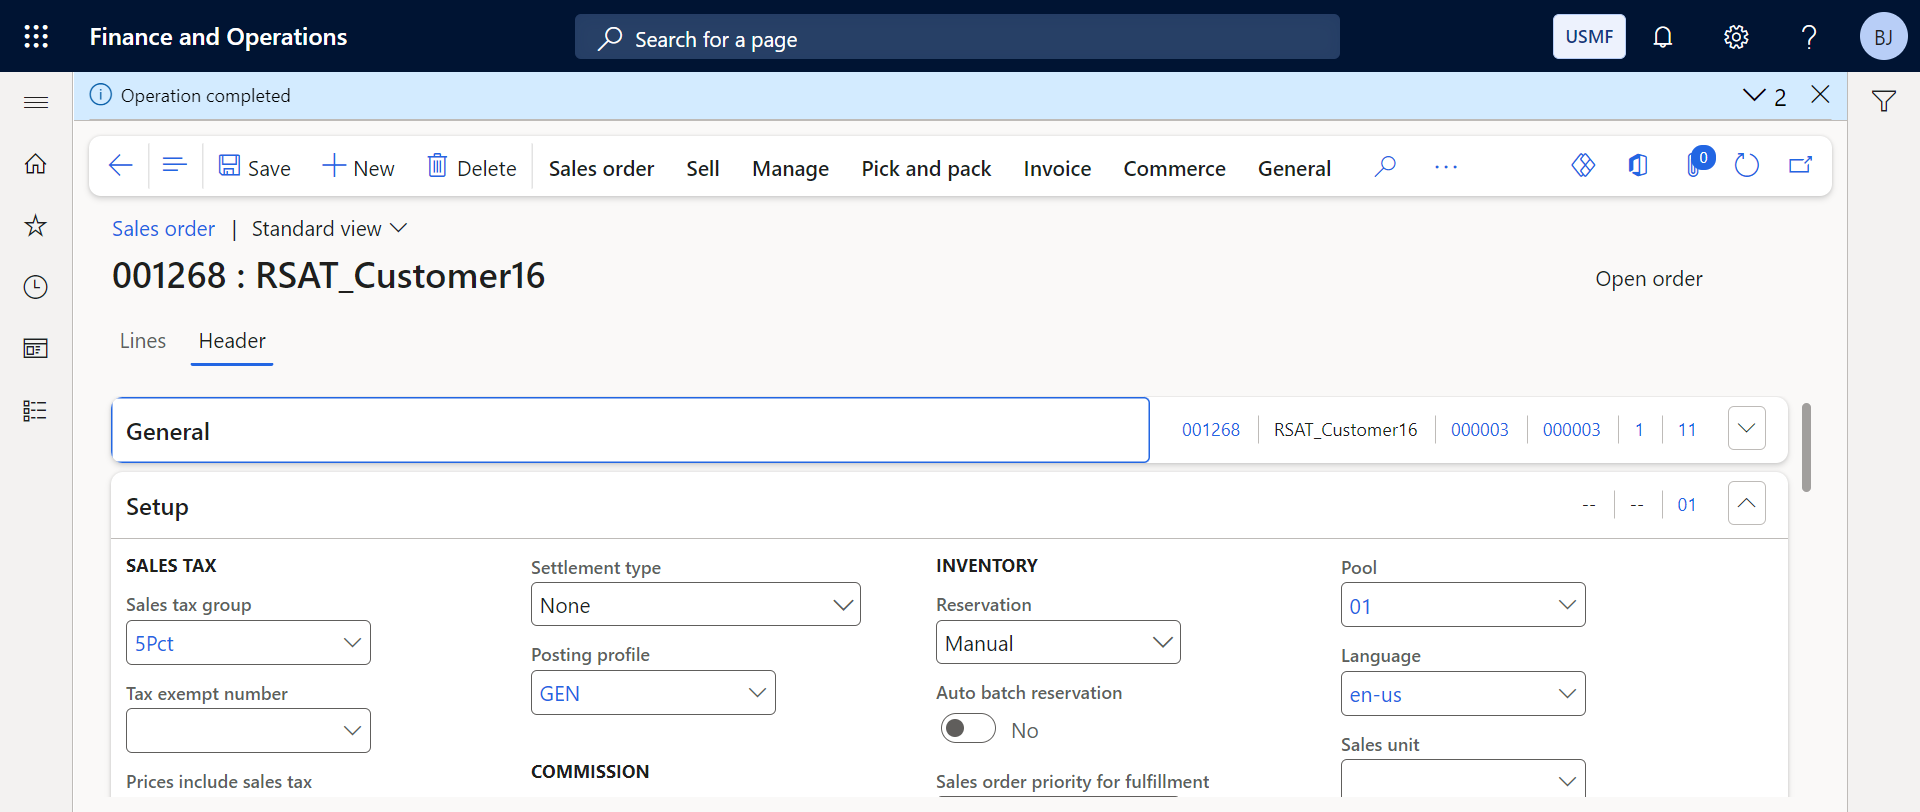 Finance and Operations
Search for a page
USMF
BJ
Operation completed
2
Save
New
Delete
Sales order
Sell
Manage
Pick and pack
Invoice
Commerce
General
0
Sales order | Standard view
001268 : RSAT_Customer16
Open order
Lines
Header
General
001268
RSAT_Customer16
000003
000003
1
11
Setup
--
--
01
SALES TAX
Sales tax group
5Pct
Tax exempt number
Prices include sales tax
Settlement type
None
Posting profile
GEN
COMMISSION
INVENTORY
Reservation
Manual
Auto batch reservation
No
Sales order priority for fulfillment
Pool
01
Language
en-us
Sales unit